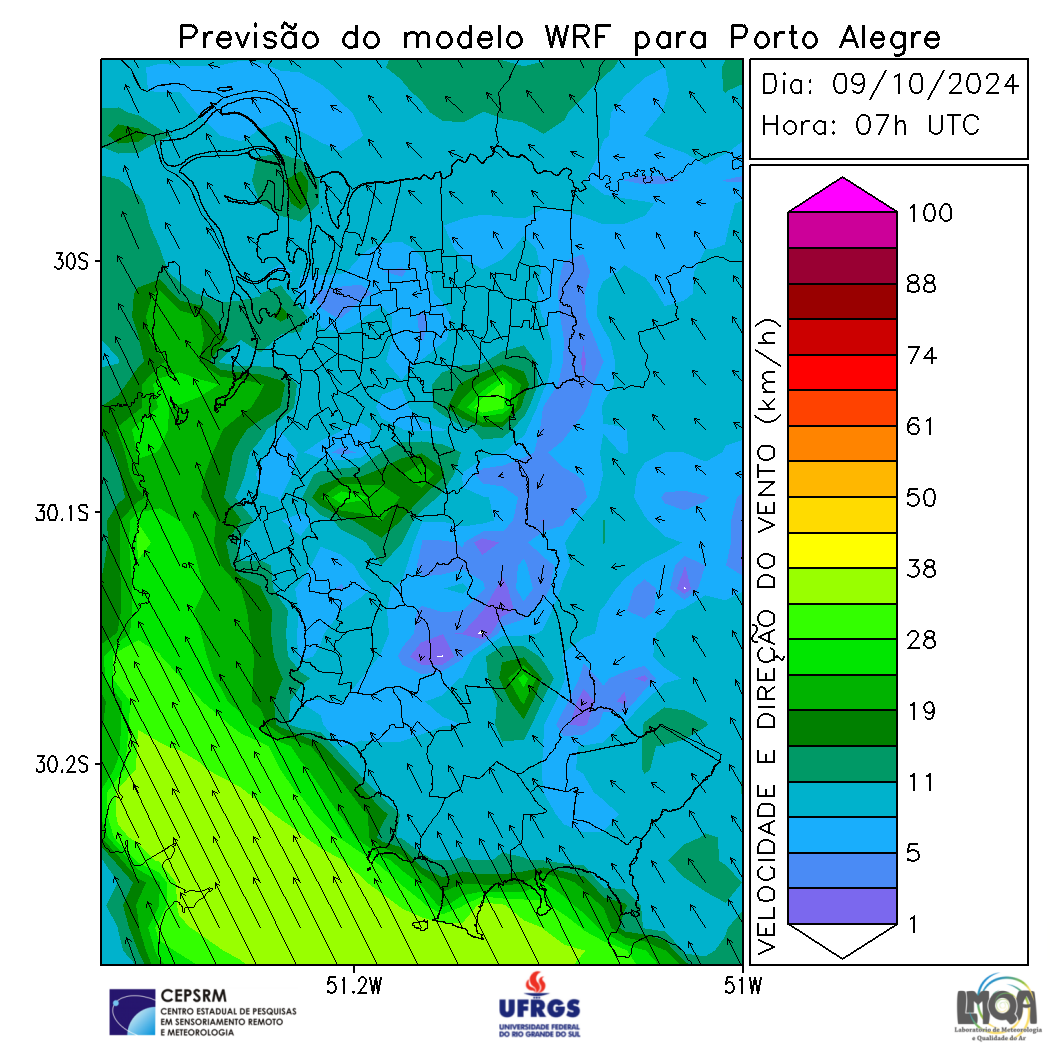 Previsão do modelo WRF para Porto Alegre
Dia: 09/10/2024
Hora: 07h UTC
30S
30.1S
30.2S
51.2W
51W
VELOCIDADE E DIREÇÃO DO VENTO (km/h)
100
88
74
61
50
38
28
19
11
5
1
CEPSRM
CENTRO ESTADUAL DE PESQUISAS
EM SENSORIAMENTO REMOTO
E METEOROLOGIA
UFRGS
UNIVERSIDADE FEDERAL
DO RIO GRANDE DO SUL
LMQA
Laboratório de Meteorologia
e Qualidade do Ar